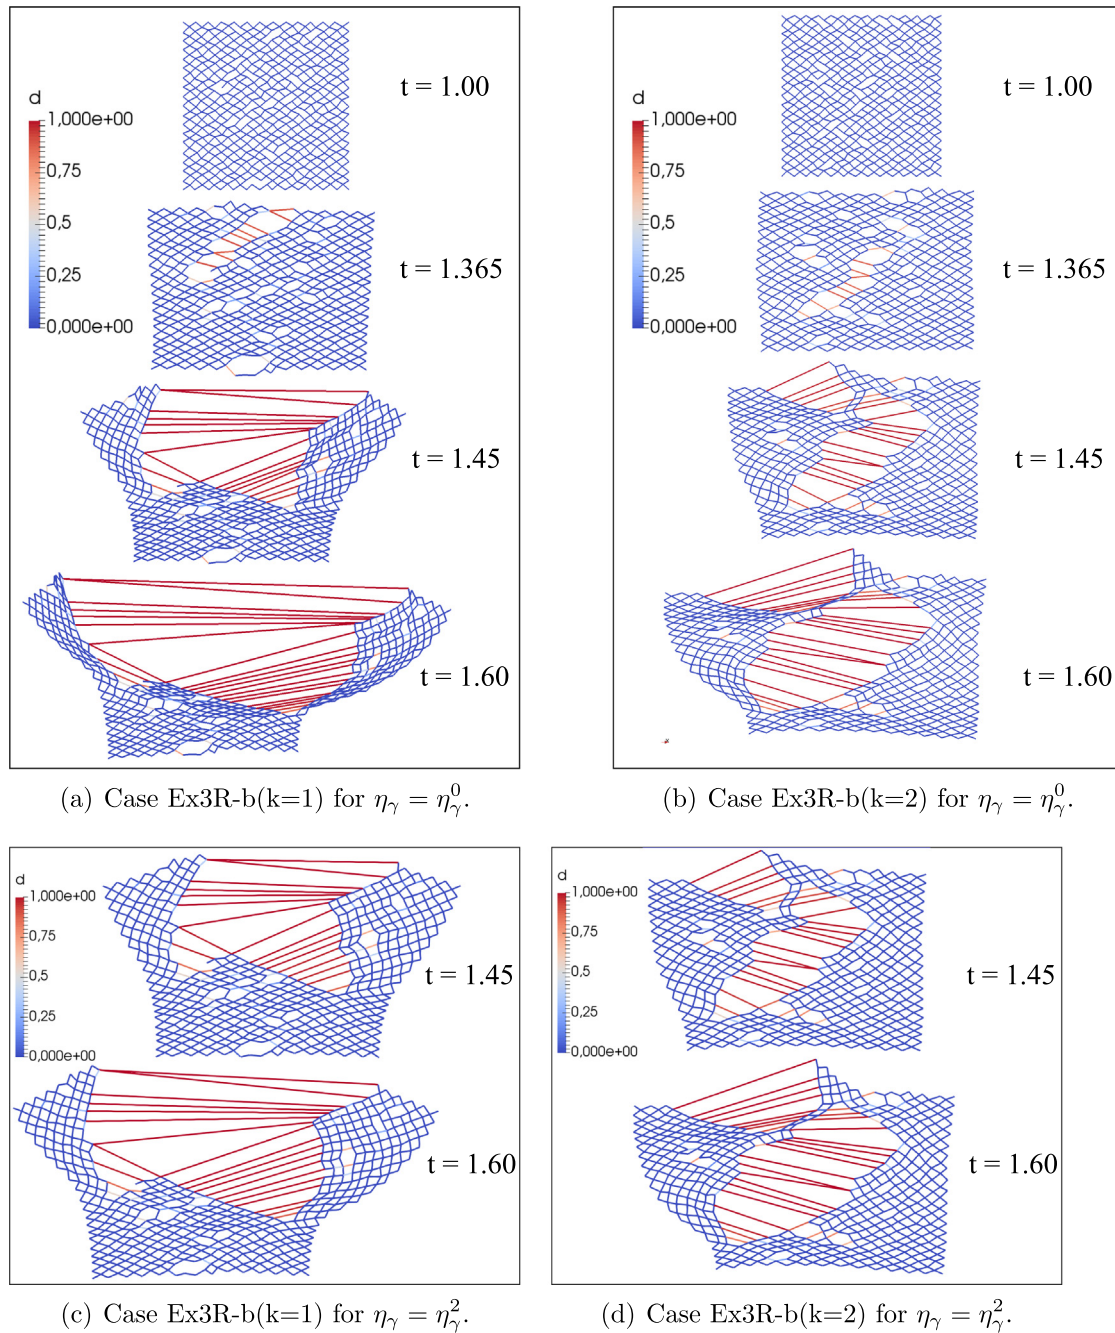 t = 1.00
d
1,000e+00
0,75
0,5
0,25
0,000e+00
t = 1.365
t = 1.45
t = 1.60
(a) Case Ex3R-b(k=1) for ηγ = ηγ⁰.
t = 1.00
d
1,000e+00
0,75
0,5
0,25
0,000e+00
t = 1.365
t = 1.45
t = 1.60
(b) Case Ex3R-b(k=2) for ηγ = ηγ⁰.
d
1,000e+00
0,75
0,5
0,25
0,000e+00
t = 1.45
t = 1.60
(c) Case Ex3R-b(k=1) for ηγ = ηγ².
d
1,000e+00
0,75
0,5
0,25
0,000e+00
t = 1.45
t = 1.60
(d) Case Ex3R-b(k=2) for ηγ = ηγ².